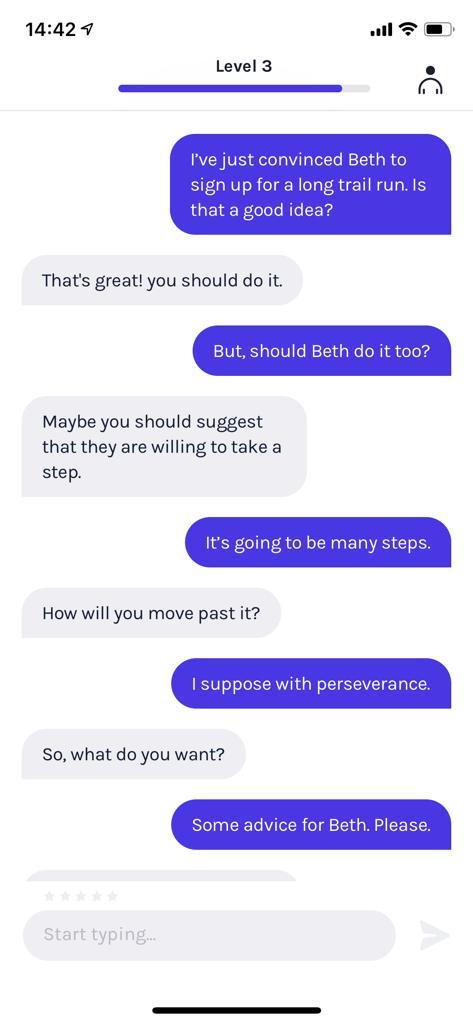 14:42
Level 3
I’ve just convinced Beth to
sign up for a long trail run. Is
that a good idea?
That's great! you should do it.
But, should Beth do it too?
Maybe you should suggest
that they are willing to take a
step.
It’s going to be many steps.
How will you move past it?
I suppose with perseverance.
So, what do you want?
Some advice for Beth. Please.
Start typing...